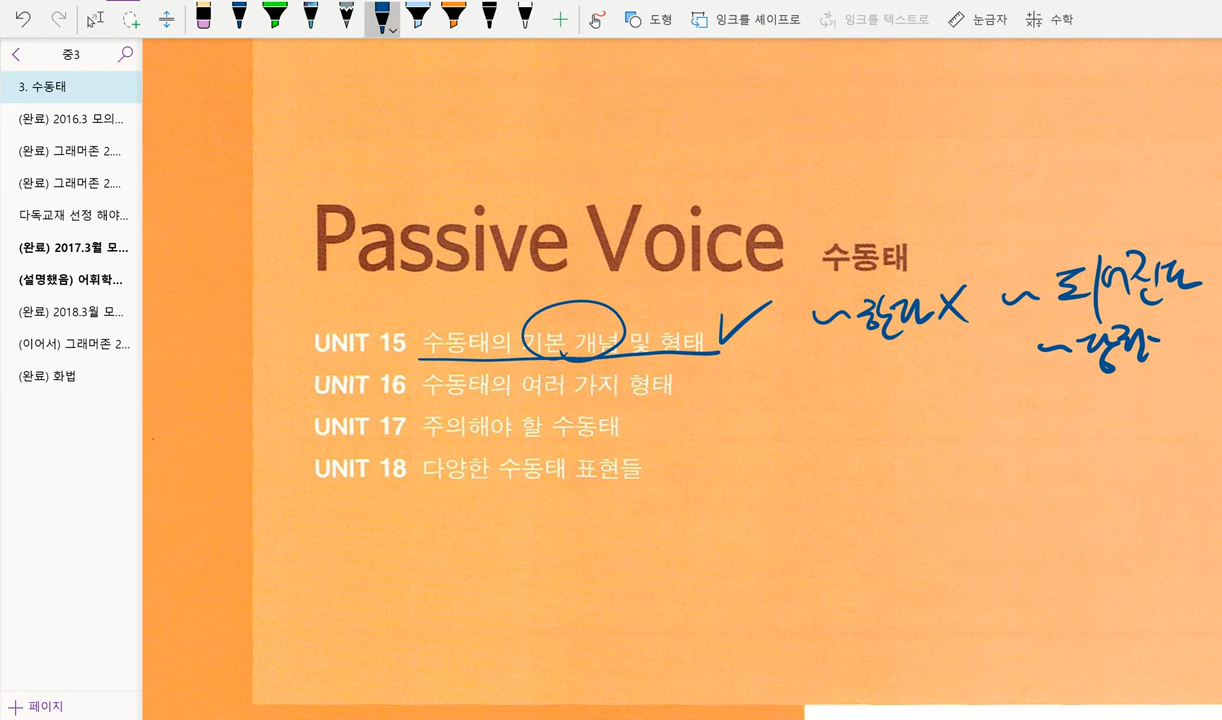 도형
잉크를 셰이프로
잉크를 텍스트로
눈금자
수학
중3
3. 수동태
(완료) 2016.3 모의...
(완료) 그래머존 2....
(완료) 그래머존 2....
다독교재 선정 해야...
(완료) 2017.3월 모...
(설명했음) 어휘학...
(완료) 2018.3월 모...
(이어서) 그래머존 2...
(완료) 화법
페이지
Passive Voice 수동태
~한다 X ~되어진다
UNIT 15 수동태의 기본 개념 및 형태
UNIT 16 수동태의 여러 가지 형태
UNIT 17 주의해야 할 수동태
UNIT 18 다양한 수동태 표현들